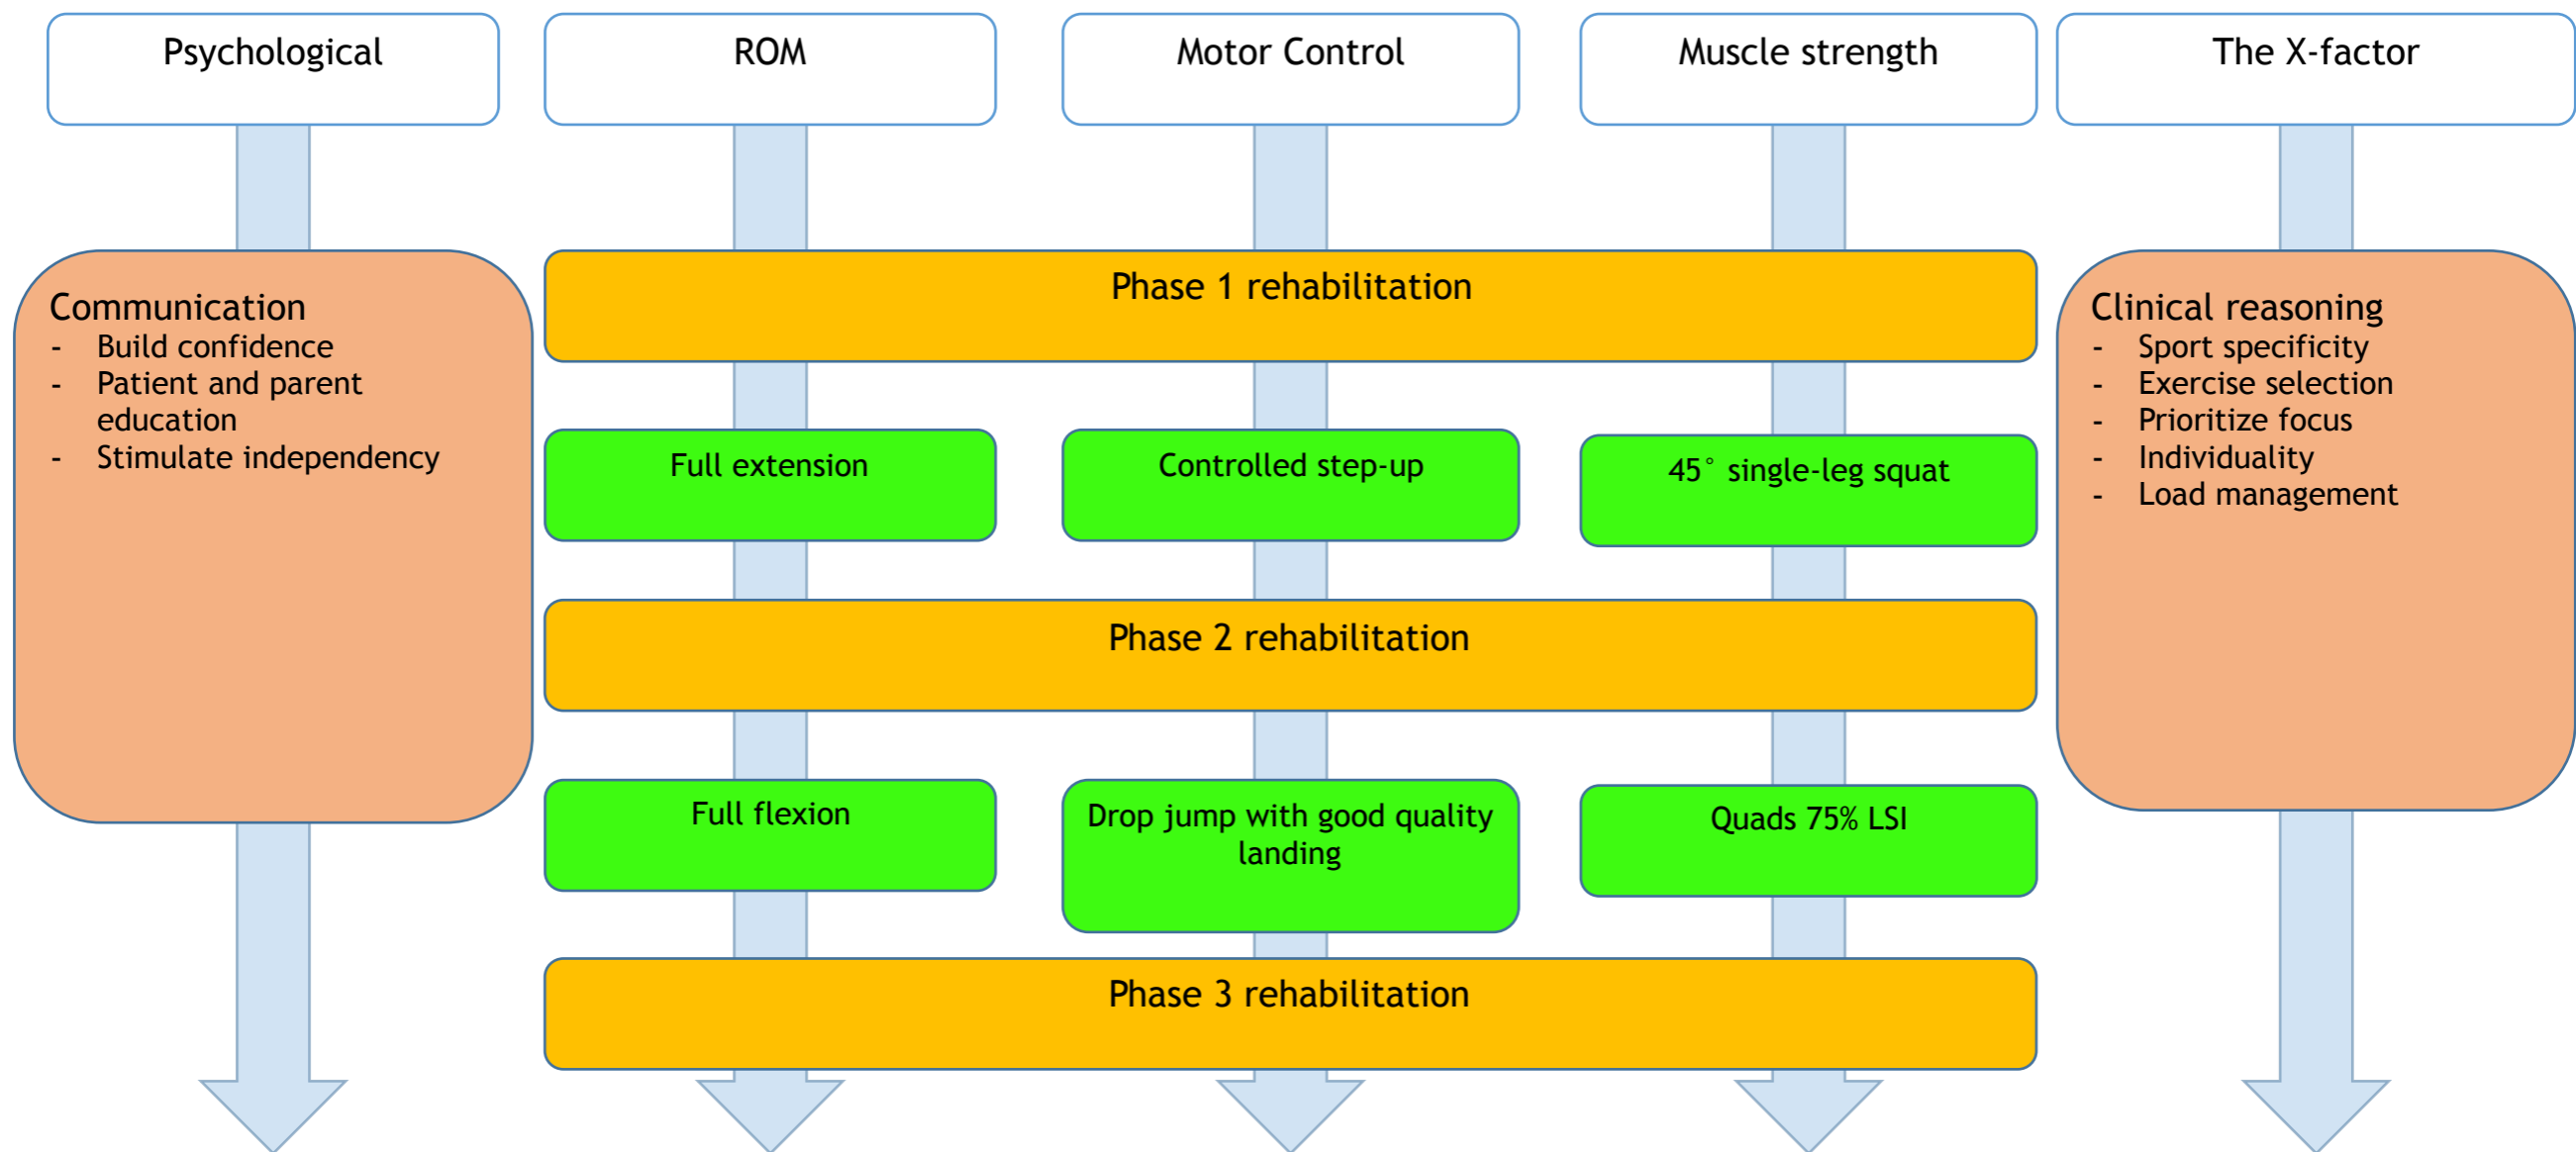 Psychological
ROM
Motor Control
Muscle strength
The X-factor
Communication
- Build confidence
- Patient and parent
education
- Stimulate independency
Phase 1 rehabilitation
Full extension
Controlled step-up
45° single-leg squat
Phase 2 rehabilitation
Full flexion
Drop jump with good quality
landing
Quads 75% LSI
Phase 3 rehabilitation
Clinical reasoning
- Sport specificity
- Exercise selection
- Prioritize focus
- Individuality
- Load management